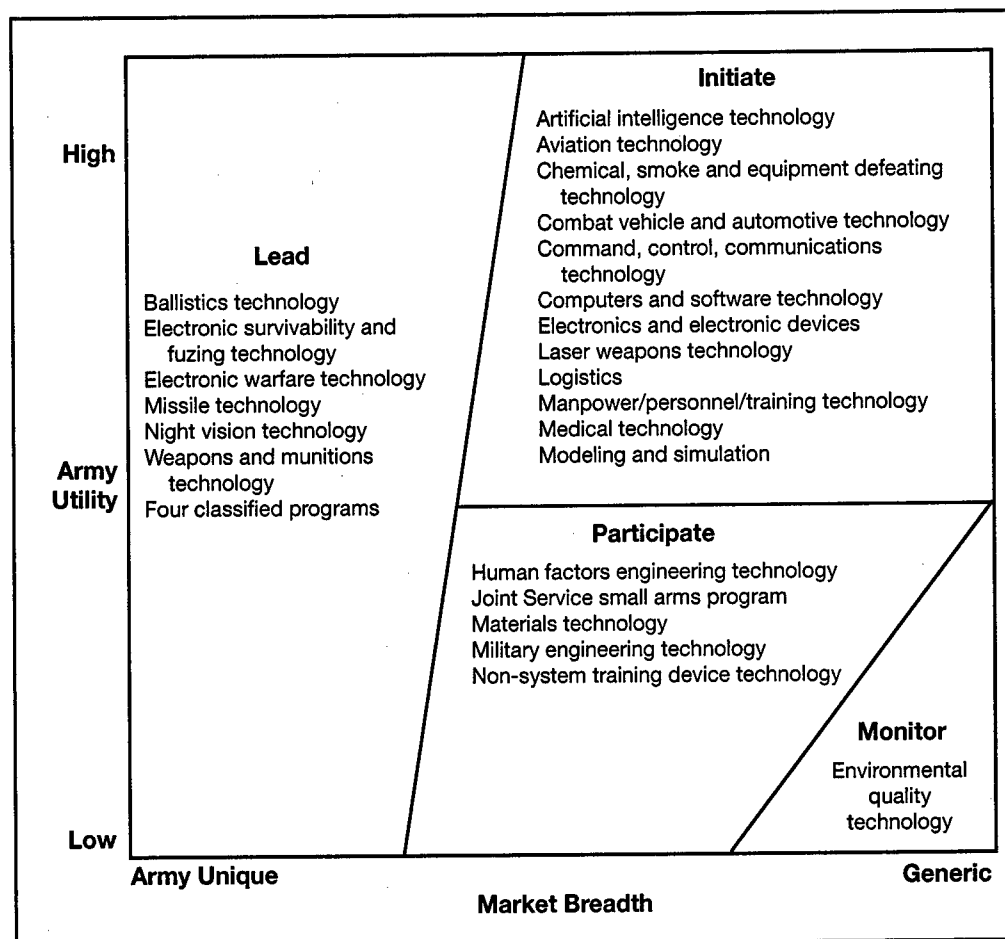 Initiate
Artificial intelligence technology
Aviation technology
Chemical, smoke and equipment defeating
technology
Combat vehicle and automotive technology
Command, control, communications
technology
Computers and software technology
Electronics and electronic devices
Laser weapons technology
Logistics
Manpower/personnel/training technology
Medical technology
Modeling and simulation
High
Lead
Ballistics technology
Electronic survivability and
fuzing technology
Electronic warfare technology
Missile technology
Night vision technology
Weapons and munitions
technology
Four classified programs
Army
Utility
Participate
Human factors engineering technology
Joint Service small arms program
Materials technology
Military engineering technology
Non-system training device technology
Monitor
Environmental
quality
technology
Low
Army Unique
Generic
Market Breadth